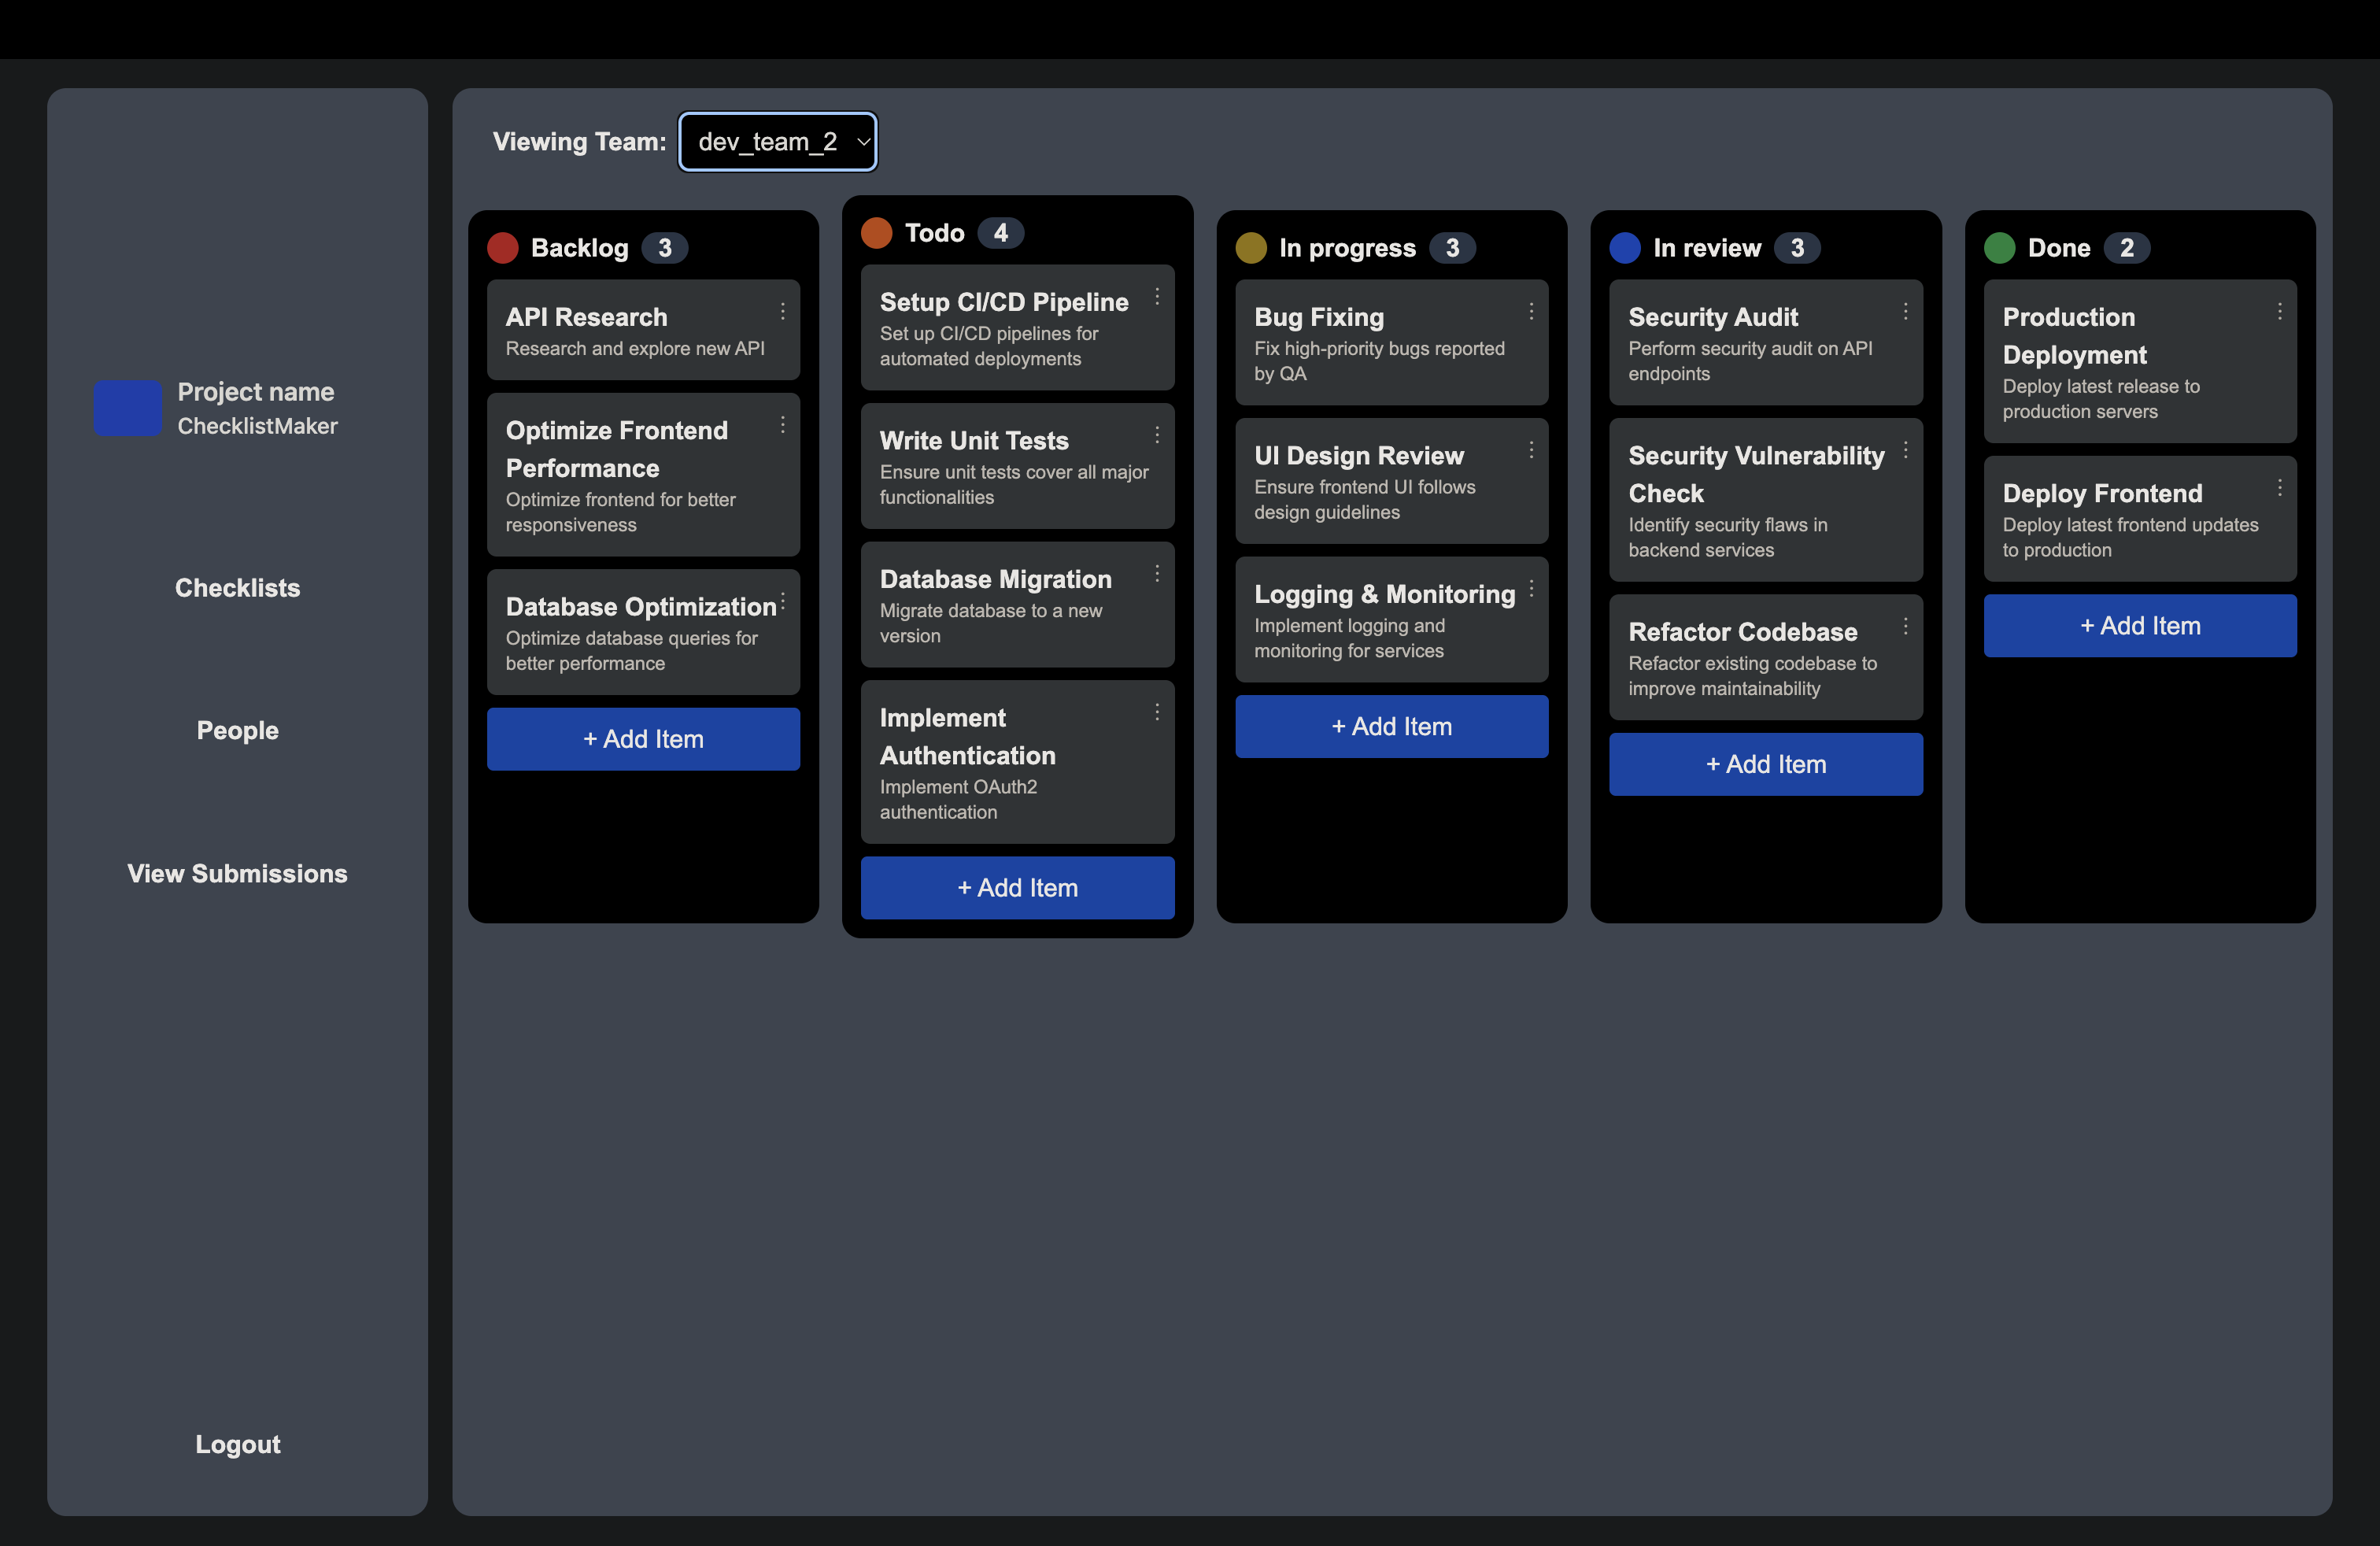 Project name
ChecklistMaker
Checklists
People
View Submissions
Logout
Viewing Team: dev_team_2
Backlog 3
API Research
Research and explore new API
Optimize Frontend
Performance
Optimize frontend for better
responsiveness
Database Optimization
Optimize database queries for
better performance
+ Add Item
Todo 4
Setup CI/CD Pipeline
Set up CI/CD pipelines for
automated deployments
Write Unit Tests
Ensure unit tests cover all major
functionalities
Database Migration
Migrate database to a new
version
Implement
Authentication
Implement OAuth2
authentication
+ Add Item
In progress 3
Bug Fixing
Fix high-priority bugs reported
by QA
UI Design Review
Ensure frontend UI follows
design guidelines
Logging & Monitoring
Implement logging and
monitoring for services
+ Add Item
In review 3
Security Audit
Perform security audit on API
endpoints
Security Vulnerability
Check
Identify security flaws in
backend services
Refactor Codebase
Refactor existing codebase to
improve maintainability
+ Add Item
Done 2
Production
Deployment
Deploy latest release to
production servers
Deploy Frontend
Deploy latest frontend updates
to production
+ Add Item